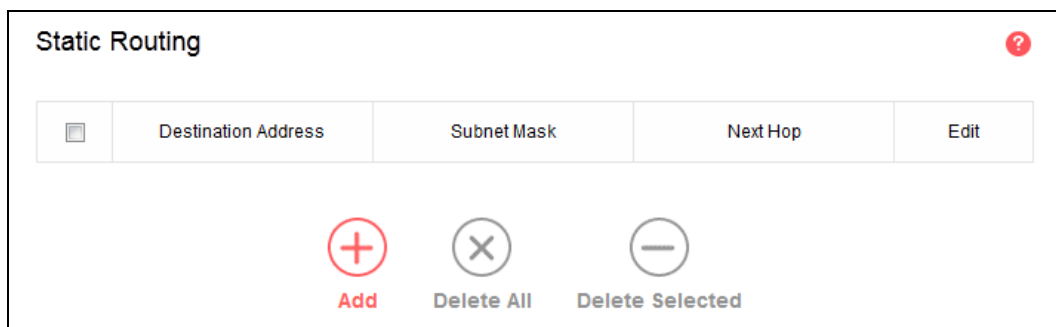 Static Routing
?
Destination Address Subnet Mask Next Hop Edit
Add Delete All Delete Selected